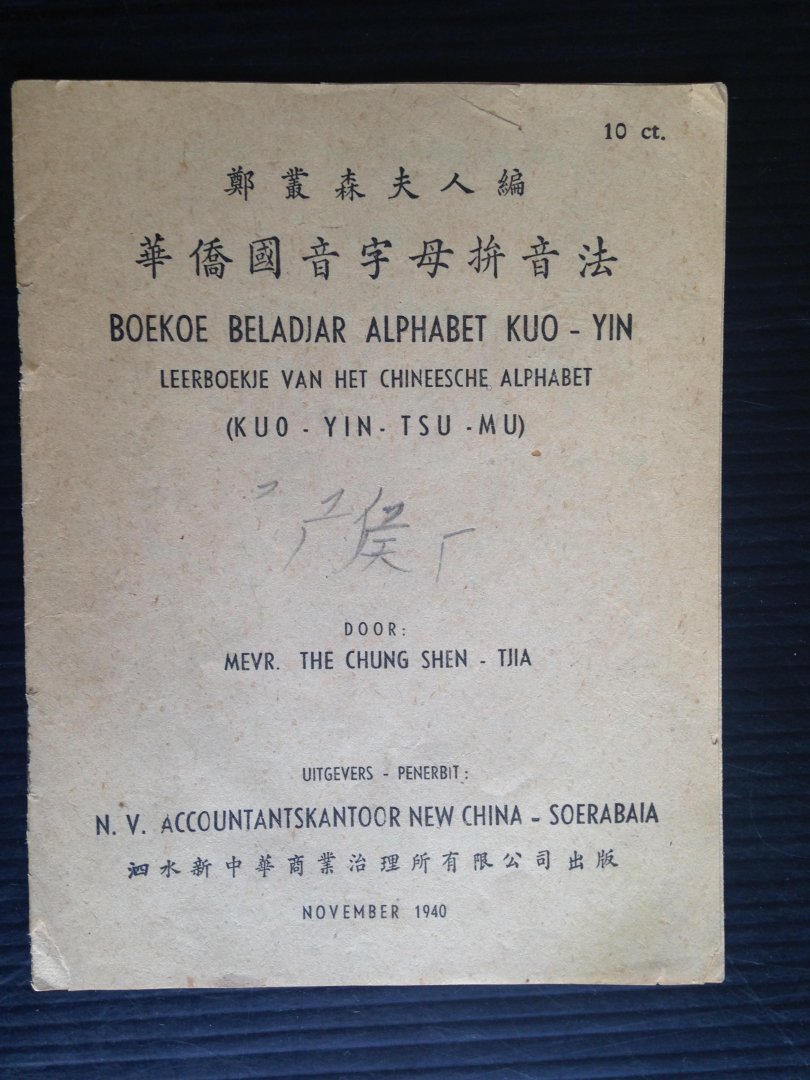 10 ct.
鄭叢森夫人編
華僑國音字母拚音法
BOEKOE BELADJAR ALPHABET KUO - YIN
LEERBOEKJE VAN HET CHINEESCHE ALPHABET
(KUO - YIN - TSU - MU)
DOOR:
MEVR. THE CHUNG SHEN - TJIA
UITGEVERS - PENERBIT:
N. V. ACCOUNTANTSKANTOOR NEW CHINA - SOERABAIA
泗水新中華商業治理所有限公司出版
NOVEMBER 1940